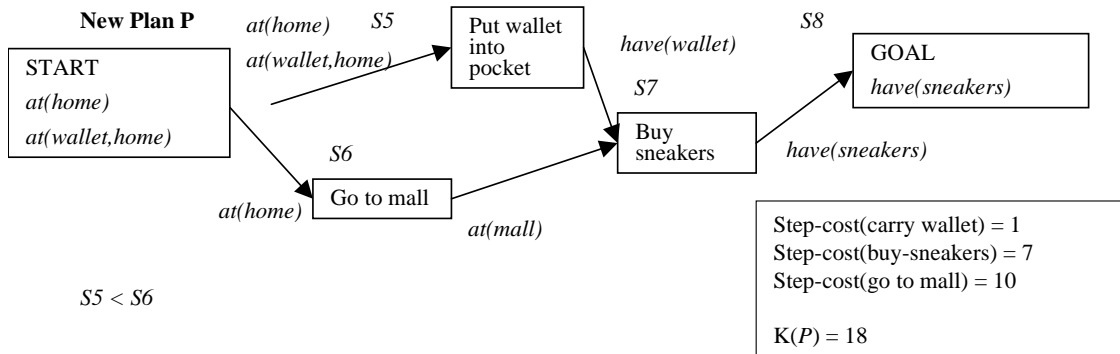 New Plan P
START
at(home)
at(wallet,home)
at(home)
at(wallet,home)
S5
Put wallet
into
pocket
have(wallet)
S8
GOAL
have(sneakers)
S7
Buy
sneakers
have(sneakers)
S6
at(home)
Go to mall
at(mall)
S5 < S6
Step-cost(carry wallet) = 1
Step-cost(buy-sneakers) = 7
Step-cost(go to mall) = 10
K(P) = 18